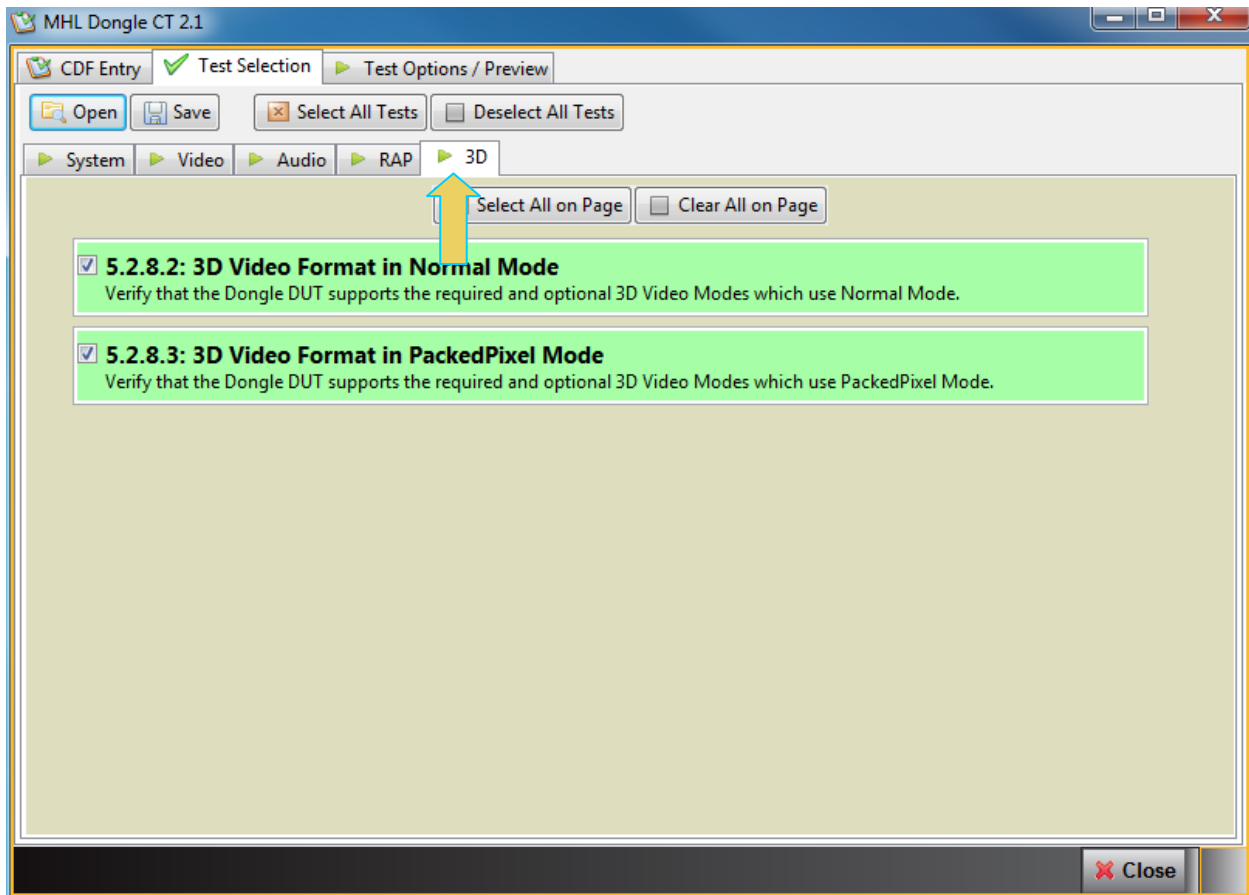 MHL Dongle CT 2.1
CDF Entry Test Selection Test Options / Preview
Open Save Select All Tests Deselect All Tests
System Video Audio RAP 3D
Select All on Page Clear All on Page
5.2.8.2: 3D Video Format in Normal Mode
Verify that the Dongle DUT supports the required and optional 3D Video Modes which use Normal Mode.
5.2.8.3: 3D Video Format in PackedPixel Mode
Verify that the Dongle DUT supports the required and optional 3D Video Modes which use PackedPixel Mode.
Close